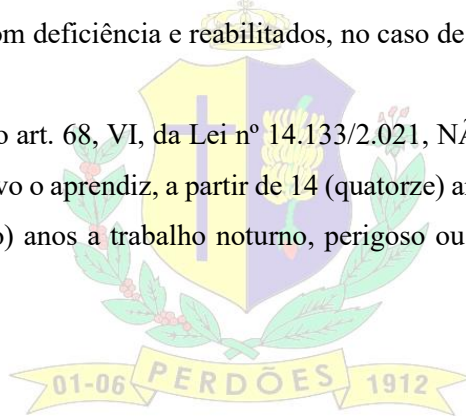 om deficiência e reabilitados, no caso de
o art. 68, VI, da Lei nº 14.133/2.021, NÃ
vo o aprendiz, a partir de 14 (quatorze) a
o) anos a trabalho noturno, perigoso ou
01-06 PERDÕES 1912